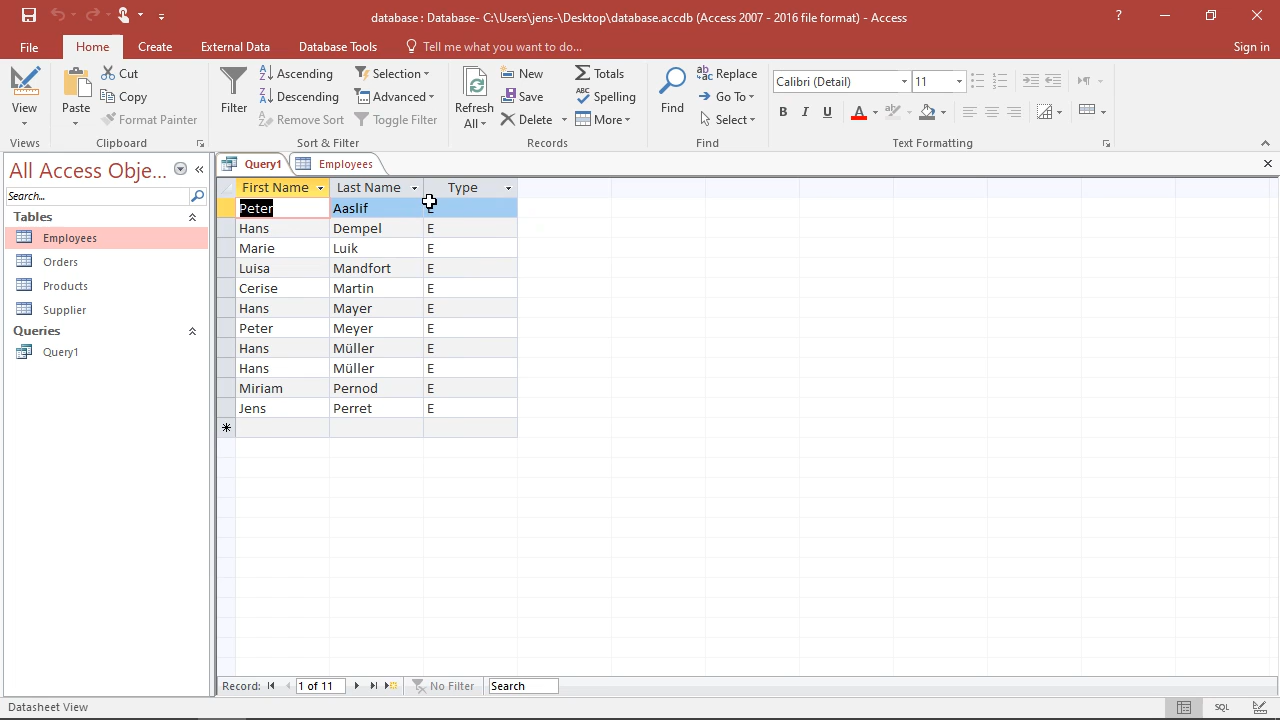 database : Database- C:\Users\jens-\Desktop\database.accdb (Access 2007 - 2016 file format) - Access
?
File Home Create External Data Database Tools Tell me what you want to do... Sign in
View
Views
Paste
Cut
Copy
Format Painter
Clipboard
Filter
Ascending
Descending
Remove Sort
Selection
Advanced
Toggle Filter
Sort & Filter
Refresh All
New
Save
Delete
Totals
Spelling
More
Records
Find
Replace
Go To
Select
Find
Calibri (Detail) 11
B I U
Text Formatting
All Access Obje...
Search...
Tables
Employees
Orders
Products
Supplier
Queries
Query1
Query1 Employees
First Name Last Name Type
Peter Aaslif E
Hans Dempel E
Marie Luik E
Luisa Mandfort E
Cerise Martin E
Hans Mayer E
Peter Meyer E
Hans Müller E
Hans Müller E
Miriam Pernod E
Jens Perret E
Record: 1 of 11 No Filter Search
Datasheet View SQL